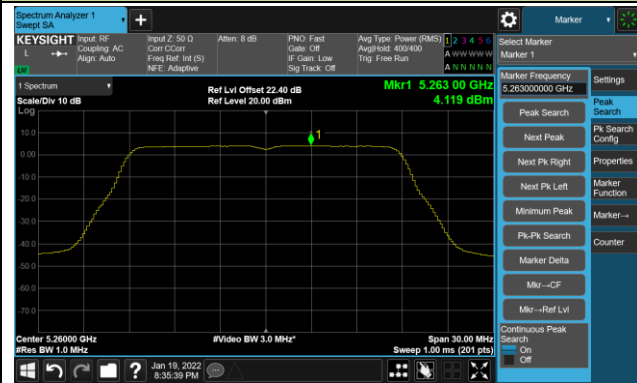 Spectrum Analyzer 1
Swept SA
Marker
KEYSIGHT
L
Input: RF
Coupling: AC
Align: Auto
Input Z: 50 Ω
Corr CCorr
Freq Ref: Int (S)
NFE: Adaptive
Atten: 8 dB
PNO: Fast
Gate: Off
IF Gain: Low
Sig Track: Off
Avg Type: Power (RMS)
Avg|Hold: 400/400
Trig: Free Run
1 2 3 4 5 6
A W W W W W
A N N N N N
Select Marker
Marker 1
1 Spectrum
Scale/Div 10 dB
Log
Ref Lvl Offset 22.40 dB
Ref Level 20.00 dBm
Mkr1 5.263 00 GHz
4.119 dBm
1
10.0
0.00
-10.0
-20.0
-30.0
-40.0
-50.0
-60.0
-70.0
Center 5.26000 GHz
#Res BW 1.0 MHz
#Video BW 3.0 MHz*
Span 30.00 MHz
Sweep 1.00 ms (201 pts)
Marker Frequency
5.263000000 GHz
Peak Search
Next Peak
Next Pk Right
Next Pk Left
Minimum Peak
Pk-Pk Search
Marker Delta
Mkr→CF
Mkr→Ref Lvl
Continuous Peak
Search
On
Off
Settings
Peak
Search
Pk Search
Config
Properties
Marker
Function
Marker→
Counter
?
Jan 19, 2022
8:35:39 PM